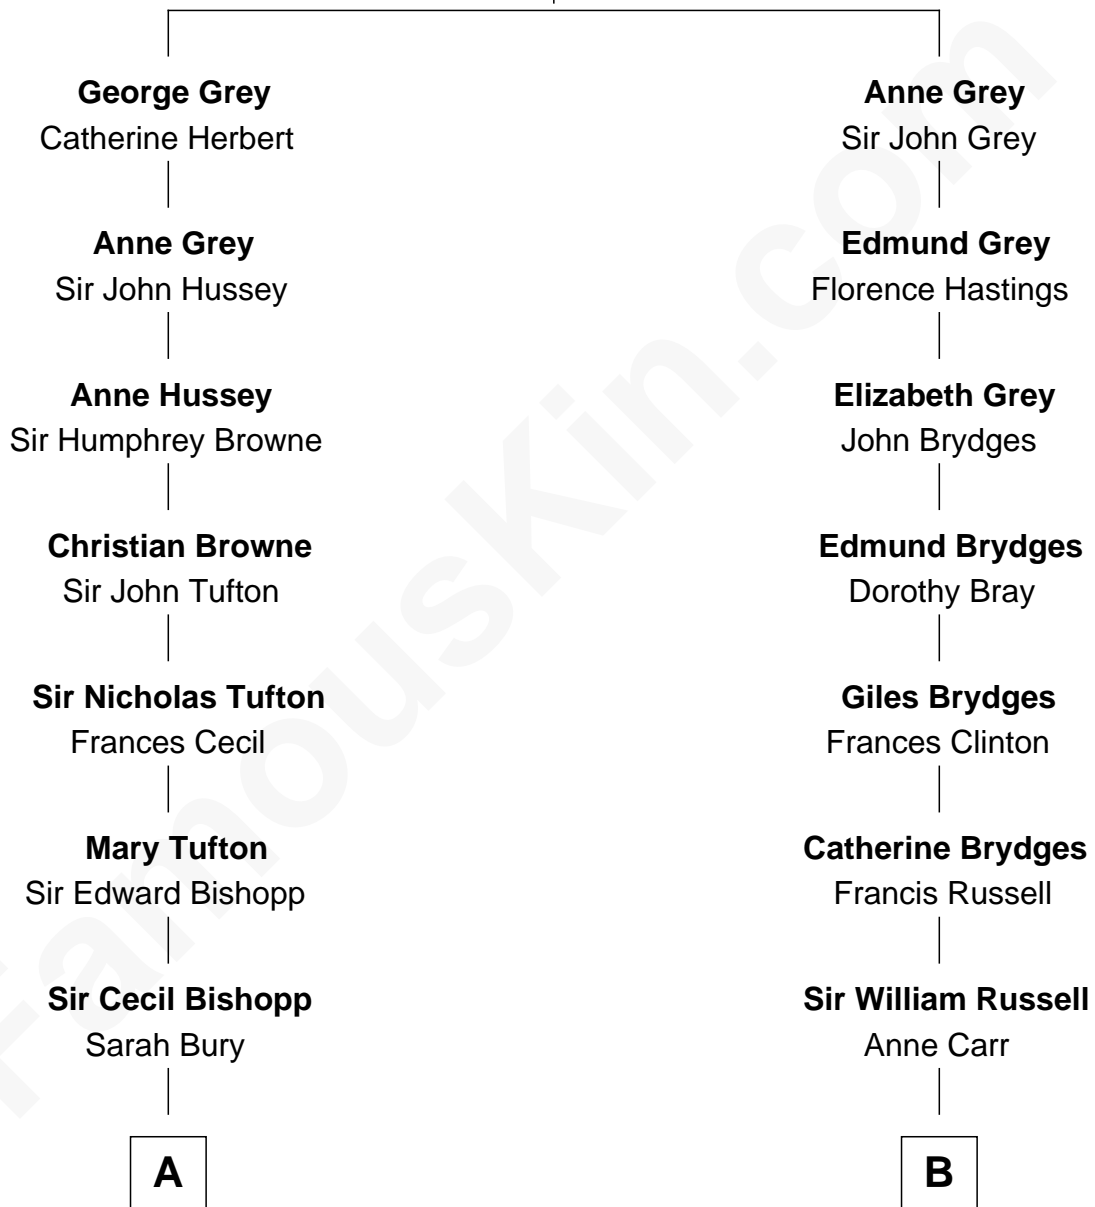 George Grey
Catherine Herbert
Anne Grey
Sir John Hussey
Anne Hussey
Sir Humphrey Browne
Christian Browne
Sir John Tufton
Sir Nicholas Tufton
Frances Cecil
Mary Tufton
Sir Edward Bishopp
Sir Cecil Bishopp
Sarah Bury
A
Anne Grey
Sir John Grey
Edmund Grey
Florence Hastings
Elizabeth Grey
John Brydges
Edmund Brydges
Dorothy Bray
Giles Brydges
Frances Clinton
Catherine Brydges
Francis Russell
Sir William Russell
Anne Carr
B
FamousKin.com